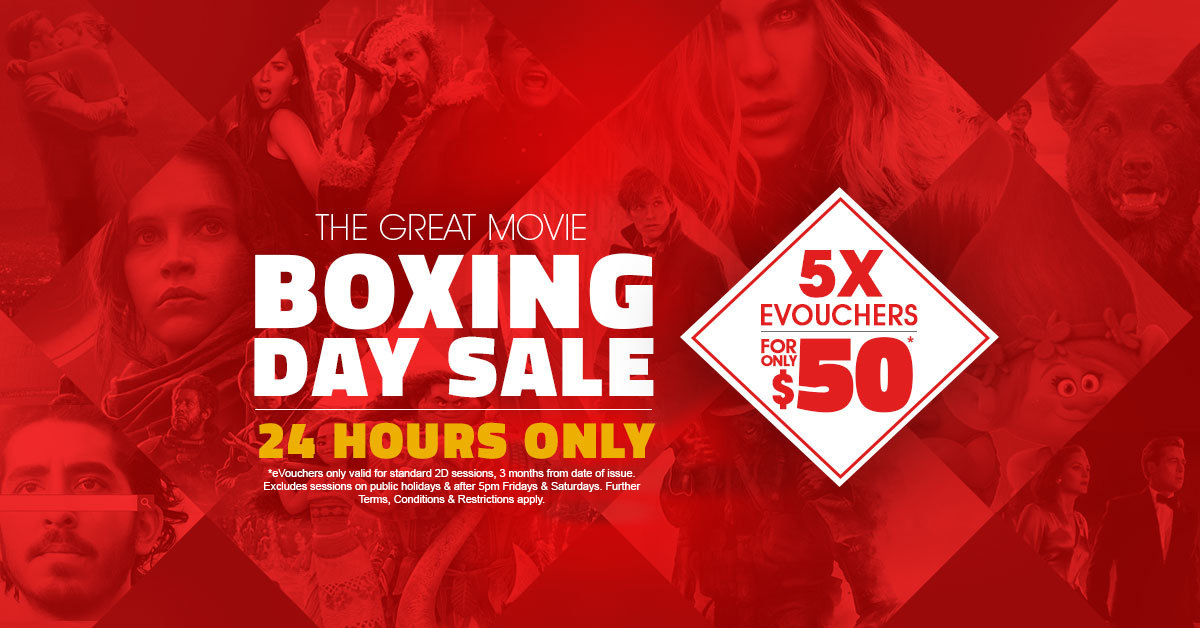 THE GREAT MOVIE
BOXING
DAY SALE
24 HOURS ONLY
*eVouchers only valid for standard 2D sessions, 3 months from date of issue.
Excludes sessions on public holidays & after 5pm Fridays & Saturdays. Further
Terms, Conditions & Restrictions apply.
5X
EVOUCHERS
FOR
ONLY
$50*